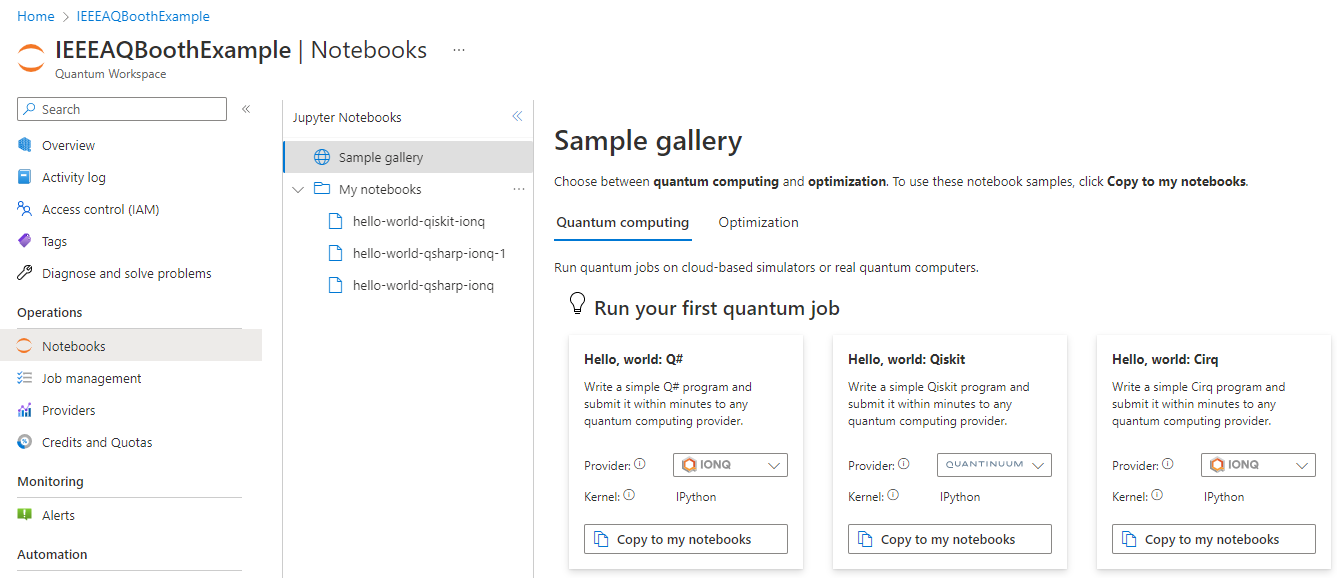 Home > IEEEAQBoothExample
IEEEAQBoothExample | Notebooks ...
Quantum Workspace
Search
Overview
Activity log
Access control (IAM)
Tags
Diagnose and solve problems
Operations
Notebooks
Job management
Providers
Credits and Quotas
Monitoring
Alerts
Automation
Jupyter Notebooks
Sample gallery
My notebooks ...
hello-world-qiskit-ionq
hello-world-qsharp-ionq-1
hello-world-qsharp-ionq
Sample gallery
Choose between quantum computing and optimization. To use these notebook samples, click Copy to my notebooks.
Quantum computing Optimization
Run quantum jobs on cloud-based simulators or real quantum computers.
Run your first quantum job
Hello, world: Q#
Write a simple Q# program and
submit it within minutes to any
quantum computing provider.
Provider: IONQ
Kernel: IPython
Copy to my notebooks
Hello, world: Qiskit
Write a simple Qiskit program and
submit it within minutes to any
quantum computing provider.
Provider: QUANTINUUM
Kernel: IPython
Copy to my notebooks
Hello, world: Cirq
Write a simple Cirq program and
submit it within minutes to any
quantum computing provider.
Provider: IONQ
Kernel: IPython
Copy to my notebooks